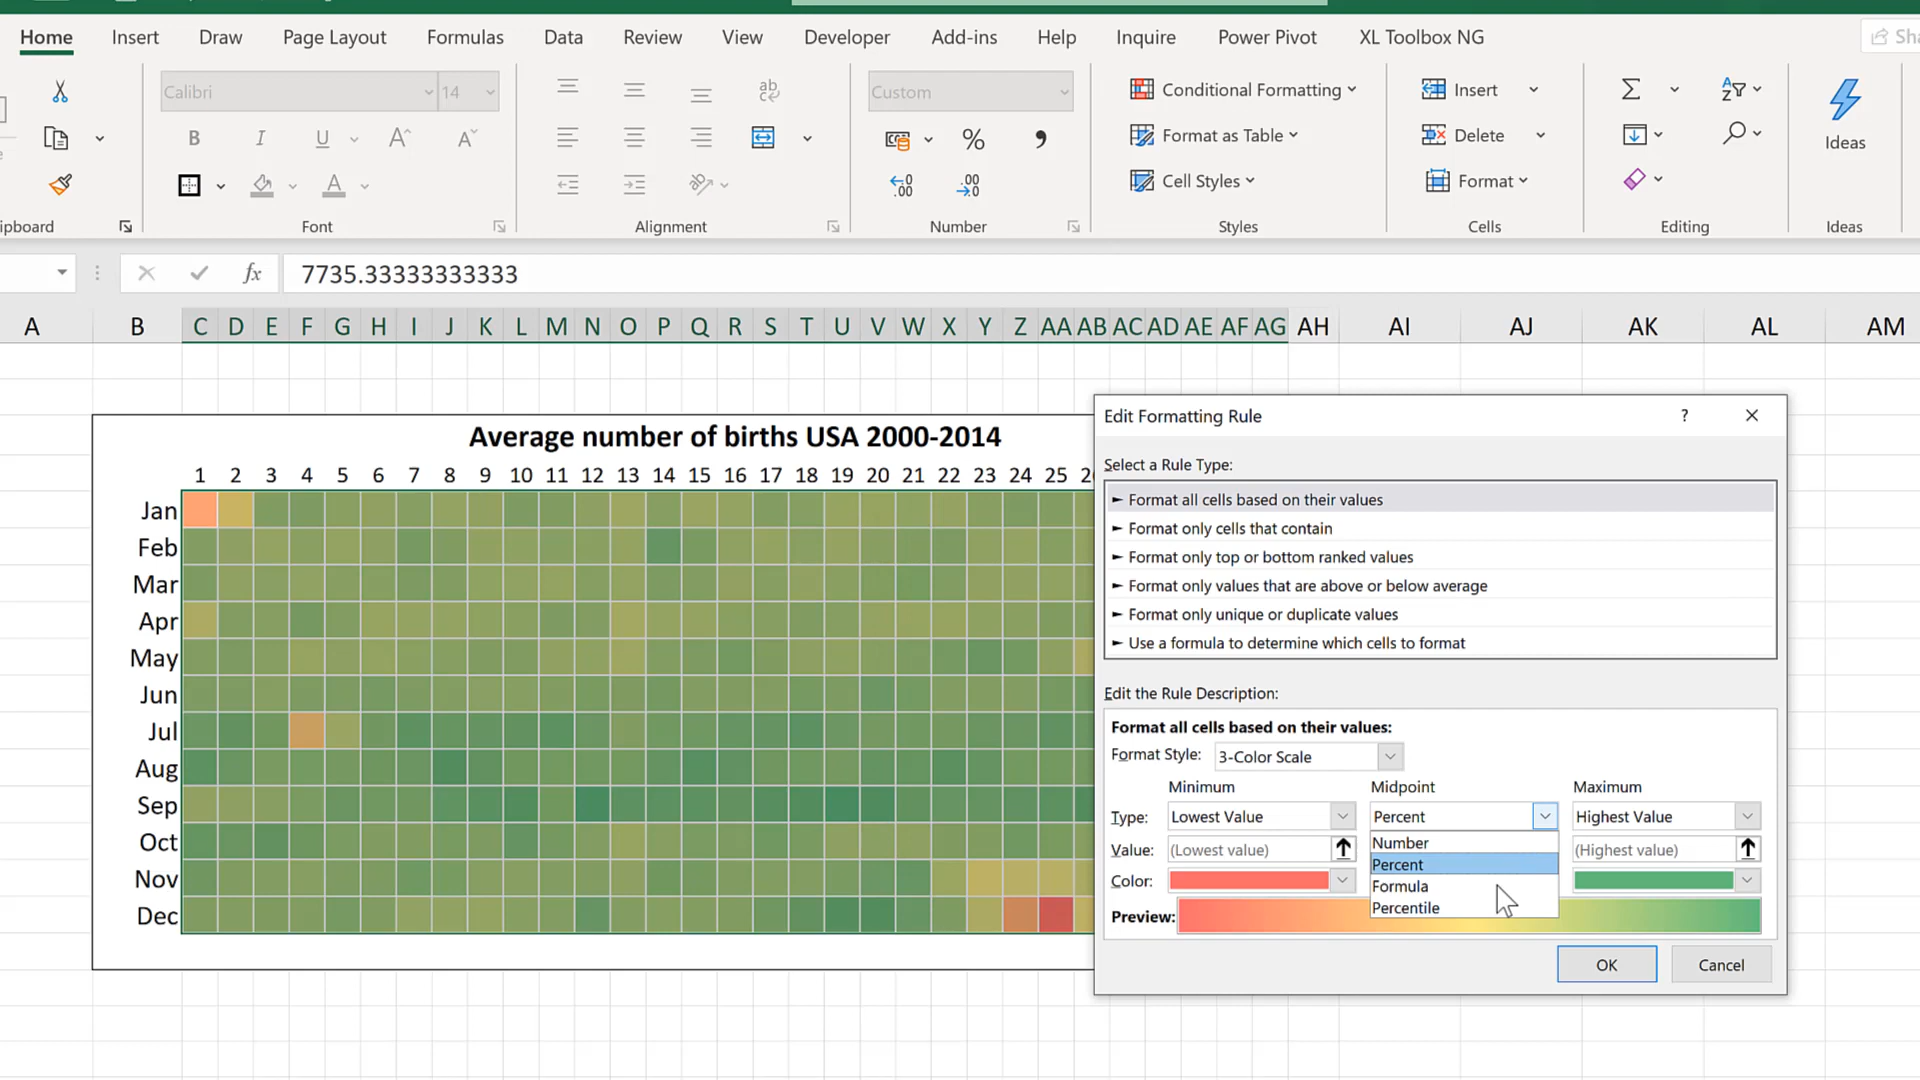 Home Insert Draw Page Layout Formulas Data Review View Developer Add-ins Help Inquire Power Pivot XL Toolbox NG Sha
Calibri 14 Custom
Conditional Formatting Insert
B I U A A % Format as Table Delete Ideas
A .00 .00 Cell Styles Format
ipboard Font Alignment Number Styles Cells Editing Ideas
fx 7735.33333333333
A B C D E F G H I J K L M N O P Q R S T U V W X Y Z AA AB AC AD AE AF AG AH AI AJ AK AL AM
Average number of births USA 2000-2014
1 2 3 4 5 6 7 8 9 10 11 12 13 14 15 16 17 18 19 20 21 22 23 24 25
Jan
Feb
Mar
Apr
May
Jun
Jul
Aug
Sep
Oct
Nov
Dec
Edit Formatting Rule ?
Select a Rule Type:
► Format all cells based on their values
► Format only cells that contain
► Format only top or bottom ranked values
► Format only values that are above or below average
► Format only unique or duplicate values
► Use a formula to determine which cells to format
Edit the Rule Description:
Format all cells based on their values:
Format Style: 3-Color Scale
Minimum Midpoint Maximum
Type: Lowest Value Percent Highest Value
Number
Value: (Lowest value) Percent (Highest value)
Color: Formula
Preview: Percentile
OK Cancel